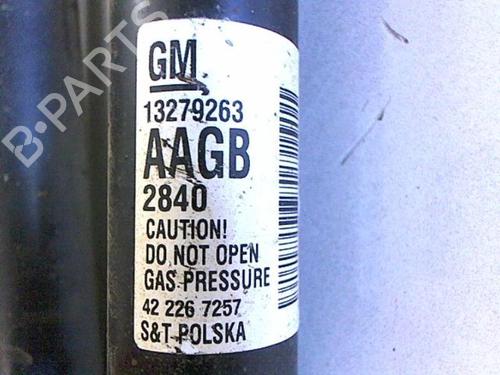 GM
13279263
AAGB
2840
CAUTION!
DO NOT OPEN
GAS PRESSURE
42 226 7257
S&T POLSKA
B-PARTS